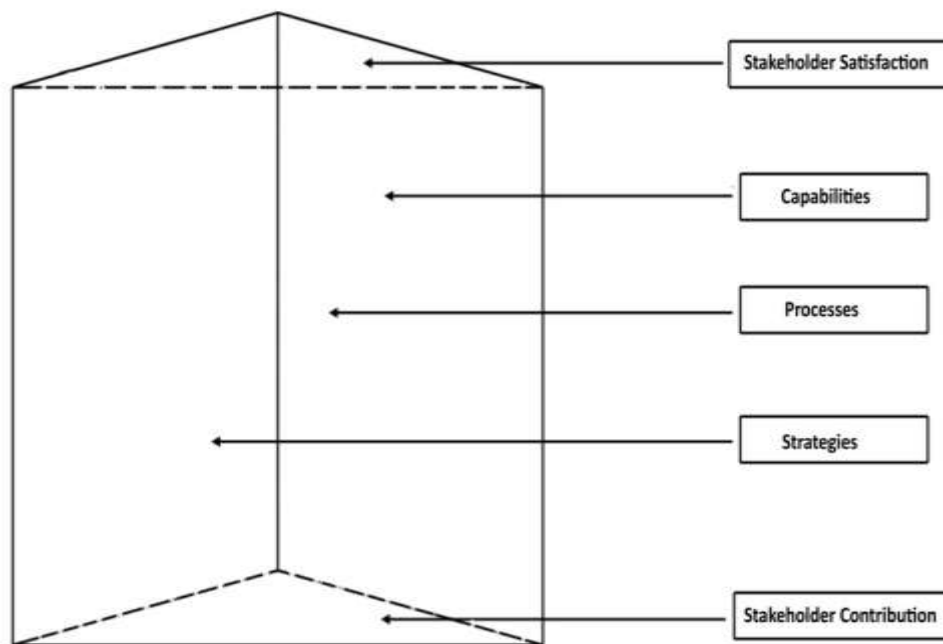 Stakeholder Satisfaction
Capabilities
Processes
Strategies
Stakeholder Contribution